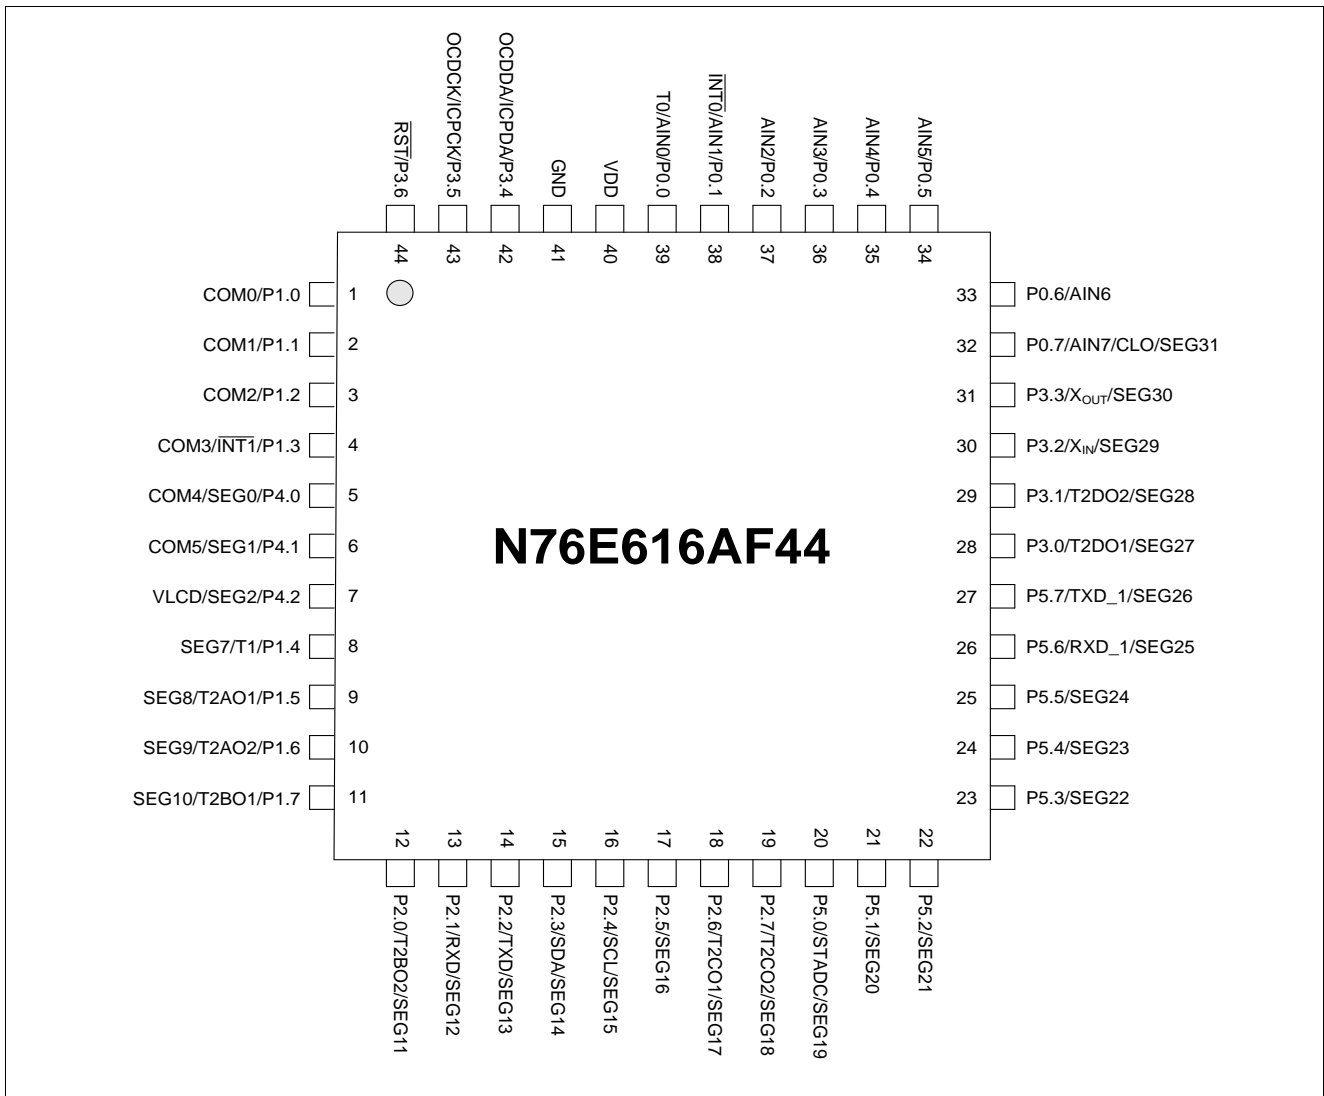 RST/P3.6
OCDCK/ICPCK/P3.5
OCDDA/ICPDA/P3.4
GND
VDD
T0/AIN0/P0.0
INT0/AIN1/P0.1
AIN2/P0.2
AIN3/P0.3
AIN4/P0.4
AIN5/P0.5
44 43 42 41 40 39 38 37 36 35 34
COM0/P1.0 1
33 P0.6/AIN6
COM1/P1.1 2
32 P0.7/AIN7/CLO/SEG31
COM2/P1.2 3
31 P3.3/XOUT/SEG30
COM3/INT1/P1.3 4
30 P3.2/XIN/SEG29
COM4/SEG0/P4.0 5
29 P3.1/T2DO2/SEG28
COM5/SEG1/P4.1 6
N76E616AF44
28 P3.0/T2DO1/SEG27
VLCD/SEG2/P4.2 7
27 P5.7/TXD_1/SEG26
SEG7/T1/P1.4 8
26 P5.6/RXD_1/SEG25
SEG8/T2AO1/P1.5 9
25 P5.5/SEG24
SEG9/T2AO2/P1.6 10
24 P5.4/SEG23
SEG10/T2BO1/P1.7 11
23 P5.3/SEG22
12 13 14 15 16 17 18 19 20 21 22
P2.0/T2BO2/SEG11
P2.1/RXD/SEG12
P2.2/TXD/SEG13
P2.3/SDA/SEG14
P2.4/SCL/SEG15
P2.5/SEG16
P2.6/T2CO1/SEG17
P2.7/T2CO2/SEG18
P5.0/STADC/SEG19
P5.1/SEG20
P5.2/SEG21